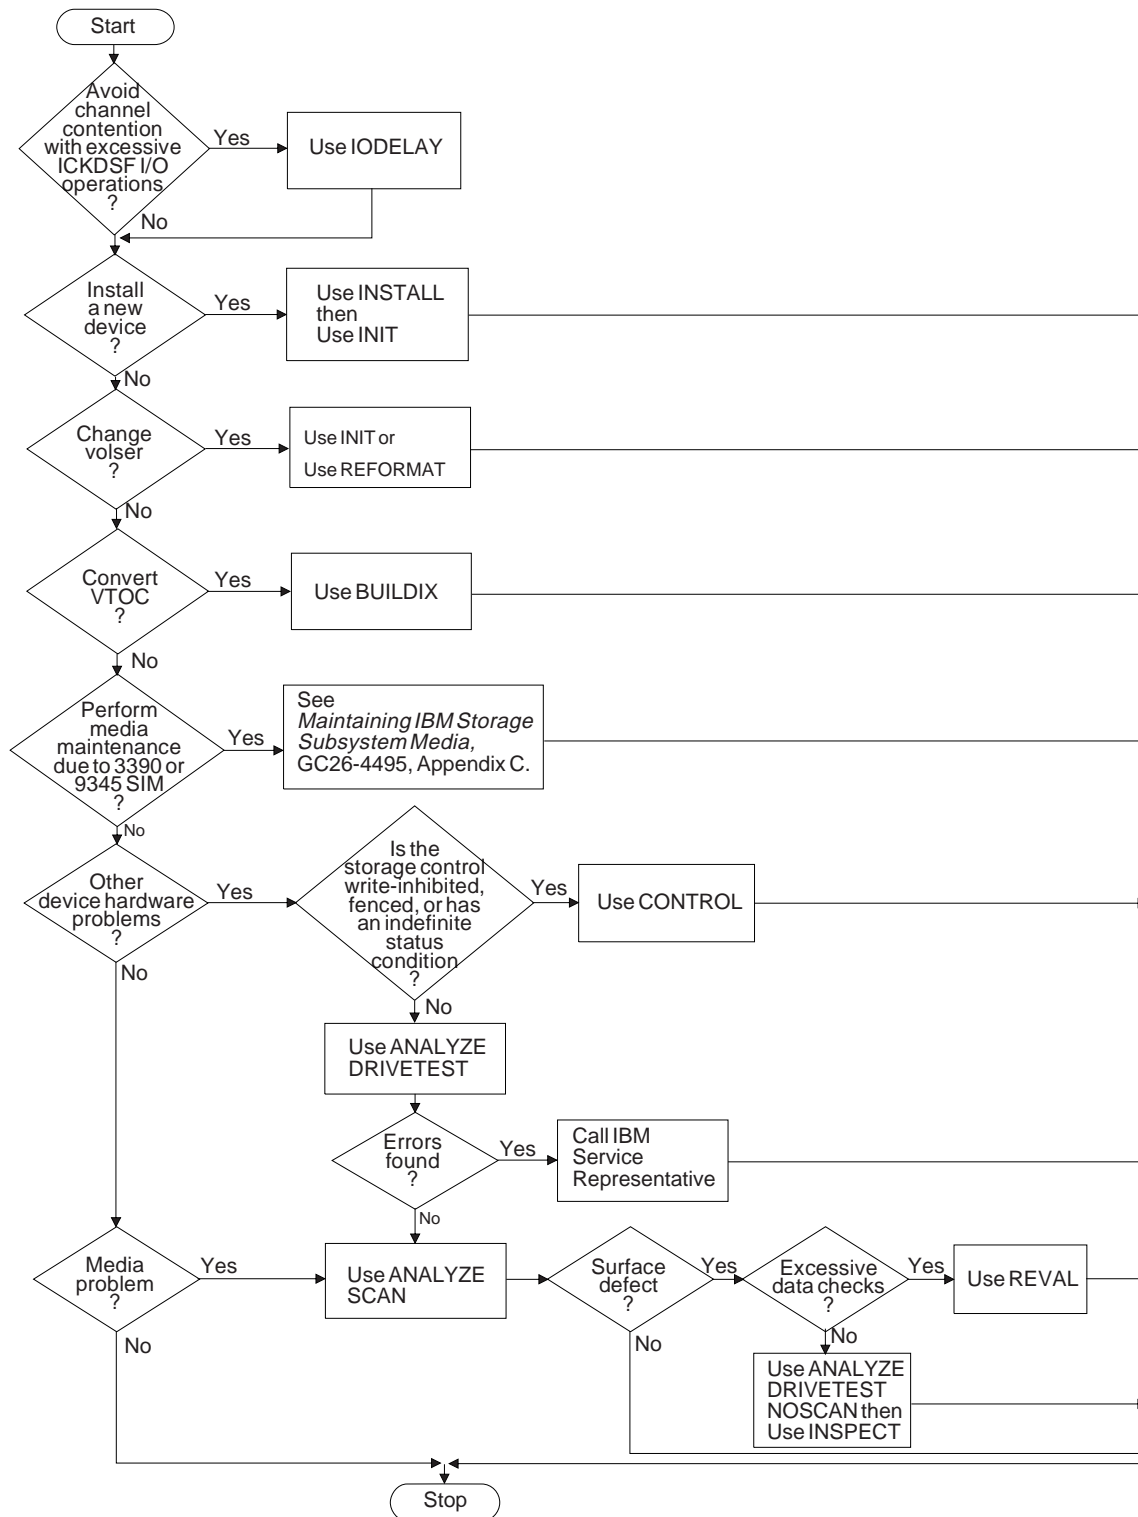 Start
Avoid
channel
contention
with excessive
ICKDSF I/O
operations
?
Yes
Use IODELAY
No
Install
a new
device
?
Yes
Use INSTALL
then
Use INIT
No
Change
volser
?
Yes
Use INIT or
Use REFORMAT
No
Convert
VTOC
?
Yes
Use BUILDIX
No
Perform
media
maintenance
due to 3390 or
9345 SIM
?
Yes
See
Maintaining IBM Storage
Subsystem Media,
GC26-4495, Appendix C.
No
Other
device hardware
problems
?
Yes
Is the
storage control
write-inhibited,
fenced, or has
an indefinite
status
condition
?
Yes
Use CONTROL
No
No
Use ANALYZE
DRIVETEST
Errors
found
?
Yes
Call IBM
Service
Representative
No
Media
problem
?
Yes
Use ANALYZE
SCAN
Surface
defect
?
Yes
Excessive
data checks
?
Yes
Use REVAL
No
No
No
Use ANALYZE
DRIVETEST
NOSCAN then
Use INSPECT
Stop